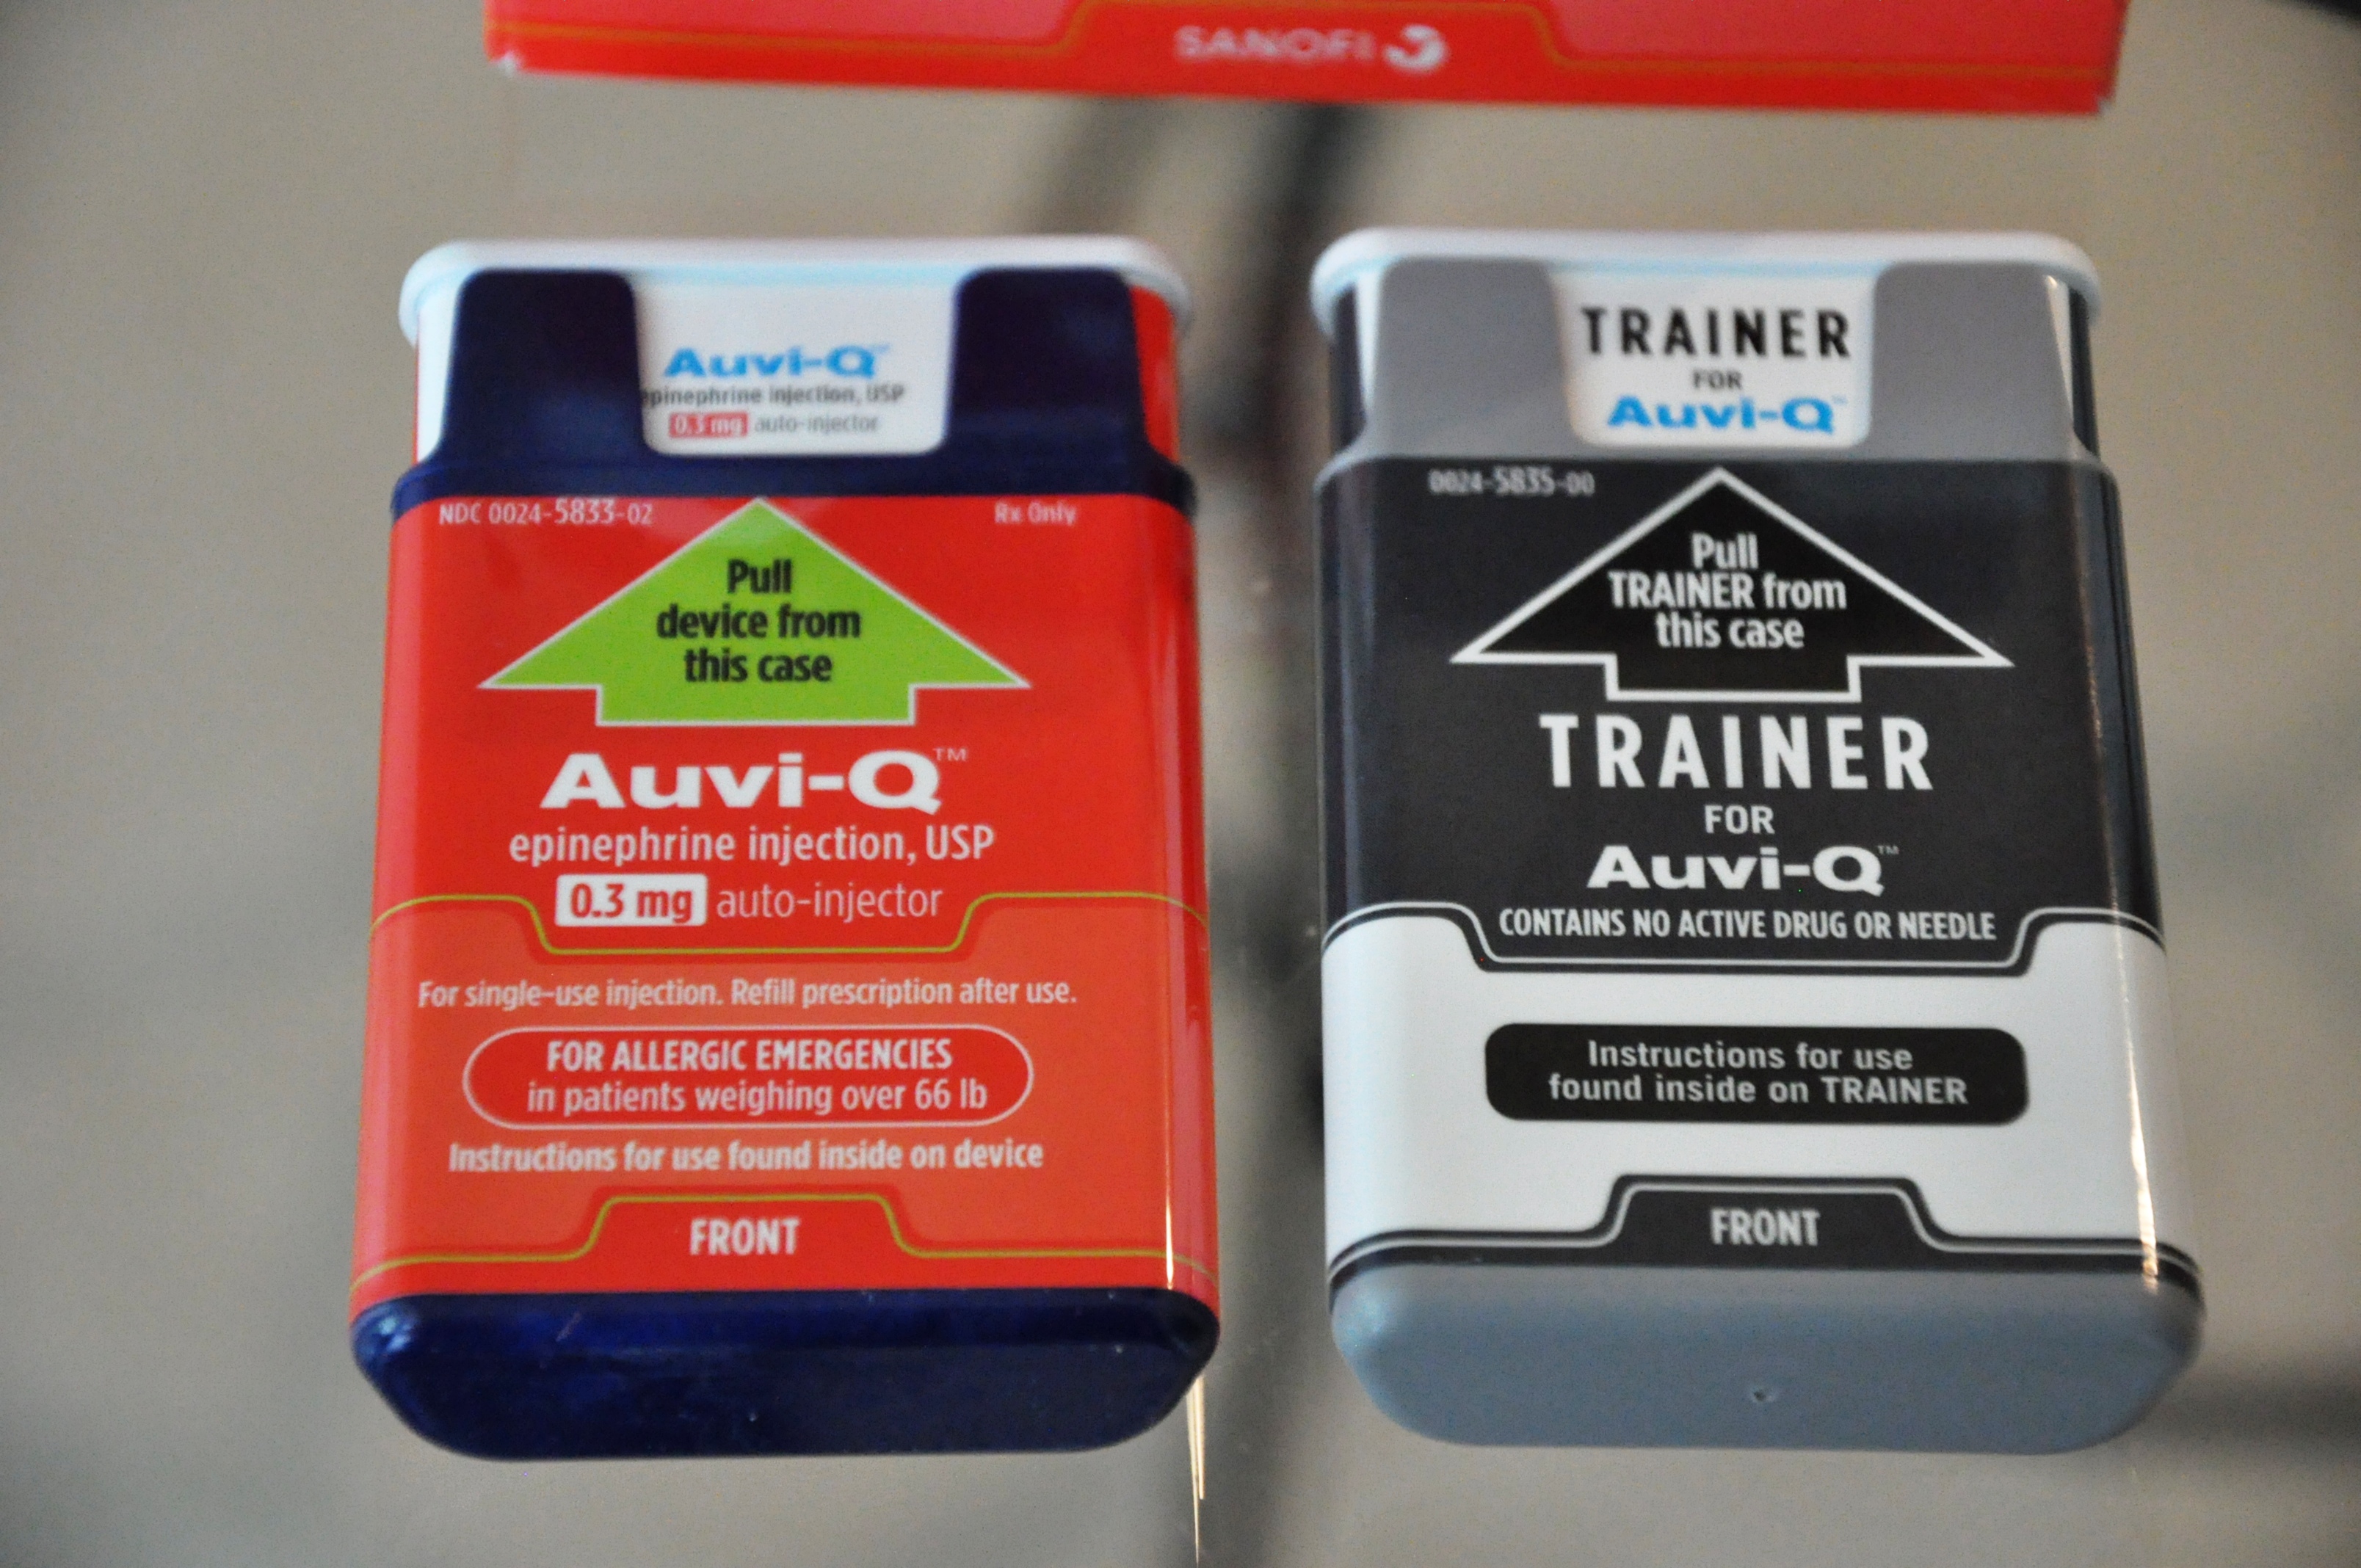 SANOFI
Auvi-Q™
epinephrine injection, USP
0.3 mg auto-injector
NDC 0024-5833-02
Rx Only
Pull
device from
this case
Auvi-Q™
epinephrine injection, USP
0.3 mg auto-injector
For single-use injection. Refill prescription after use.
FOR ALLERGIC EMERGENCIES
in patients weighing over 66 lb
Instructions for use found inside on device
FRONT
TRAINER
FOR
Auvi-Q™
0024-5835-00
Pull
TRAINER from
this case
TRAINER
FOR
Auvi-Q™
CONTAINS NO ACTIVE DRUG OR NEEDLE
Instructions for use
found inside on TRAINER
FRONT